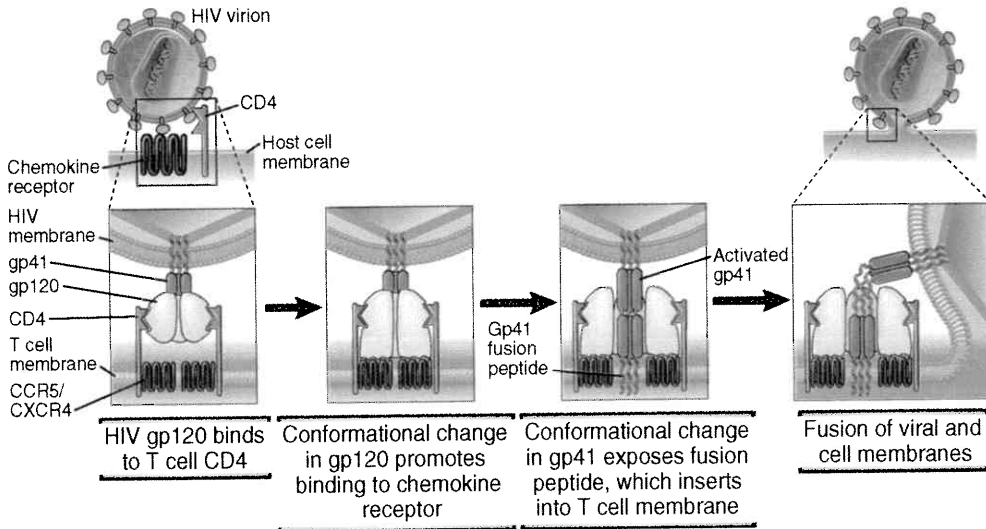 HIV virion
CD4
Host cell
membrane
Chemokine
receptor
HIV
membrane
gp41
gp120
CD4
T cell
membrane
CCR5/
CXCR4
Gp41
fusion
peptide
Activated
gp41
HIV gp120 binds
to T cell CD4
Conformational change
in gp120 promotes
binding to chemokine
receptor
Conformational change
in gp41 exposes fusion
peptide, which inserts
into T cell membrane
Fusion of viral and
cell membranes